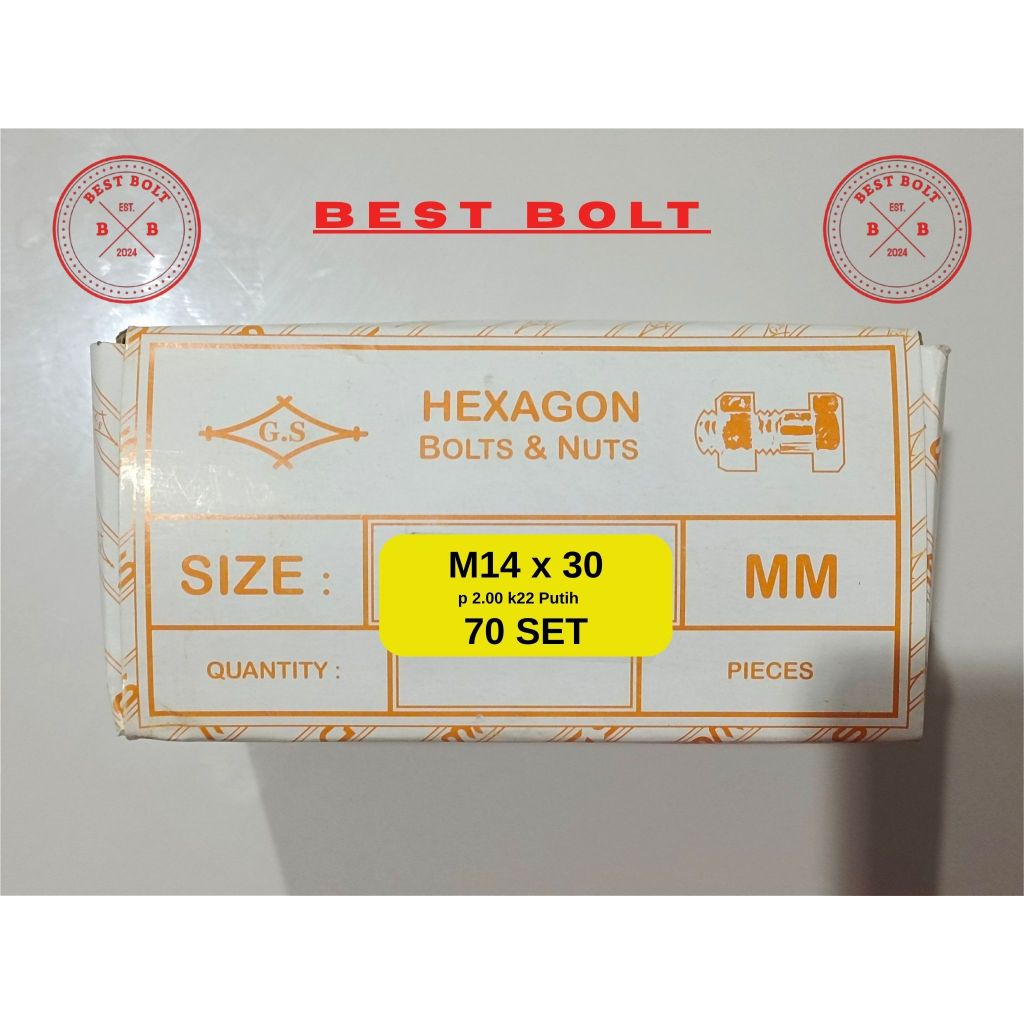 BEST BOLT
EST.
B B
2024
BEST BOLT
BEST BOLT
EST.
B B
2024
G.S
HEXAGON
BOLTS & NUTS
SIZE :
M14 x 30
p 2.00 k22 Putih
70 SET
MM
QUANTITY :
PIECES